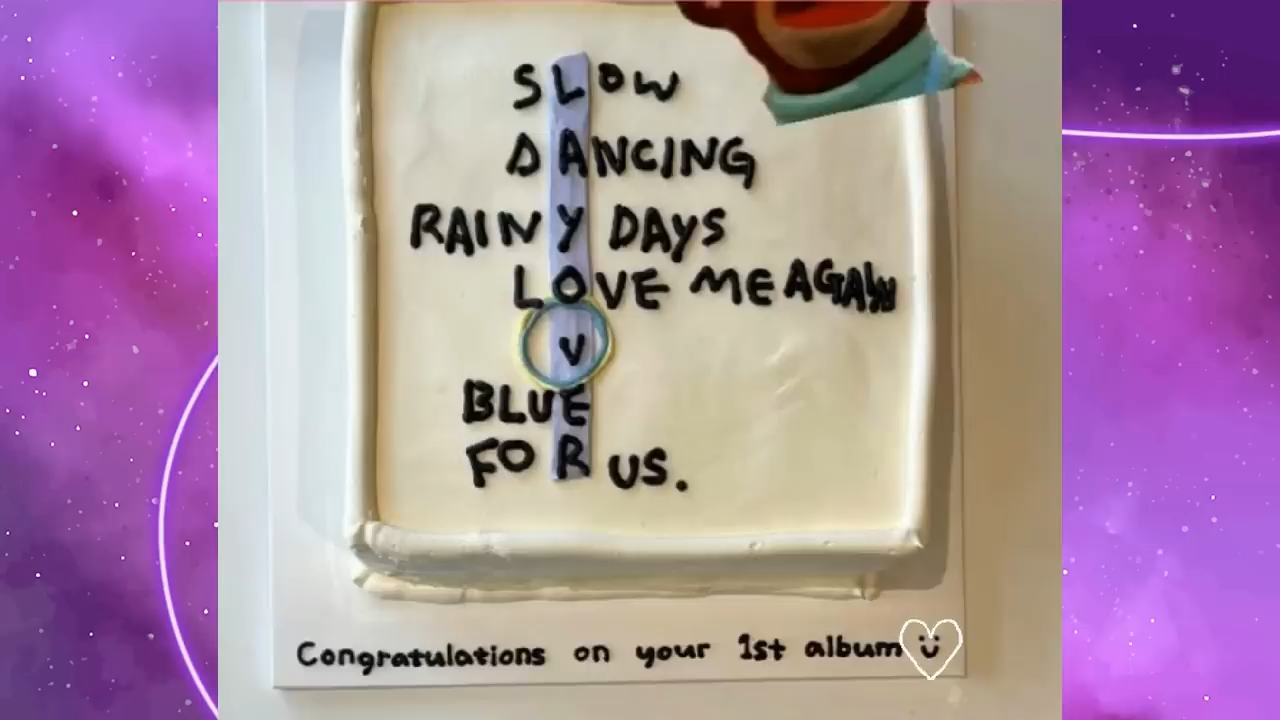 SLOW
DANCING
RAINY DAYS
LOVE ME AGAIN
V
BLUE
FOR US.
Congratulations on your 1st album